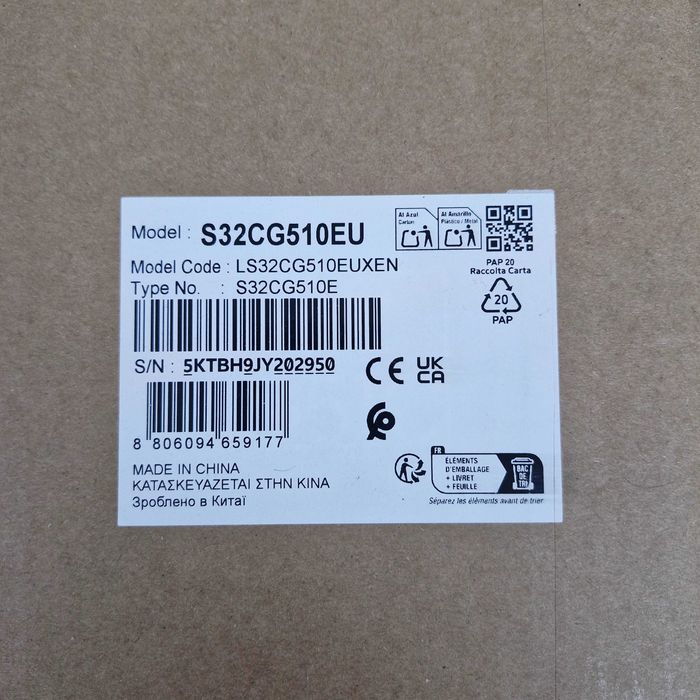 Model : S32CG510EU
Model Code : LS32CG510EUXEN
Type No. : S32CG510E
S/N : 5KTBH9JY202950
8 806094 659177
MADE IN CHINA
ΚΑΤΑΣΚΕΥΑΖΕΤΑΙ ΣΤΗΝ ΚΙΝΑ
Зроблено в Китаї
Al Azul
Carton
Al Amarillo
Plástico / Metal
PAP 20
Raccolta Carta
20
PAP
CE
UK
CA
FR
ÉLÉMENTS
D'EMBALLAGE
+ LIVRET
+ FEUILLE
BAC
DE
TRI
Séparez les éléments avant de trier